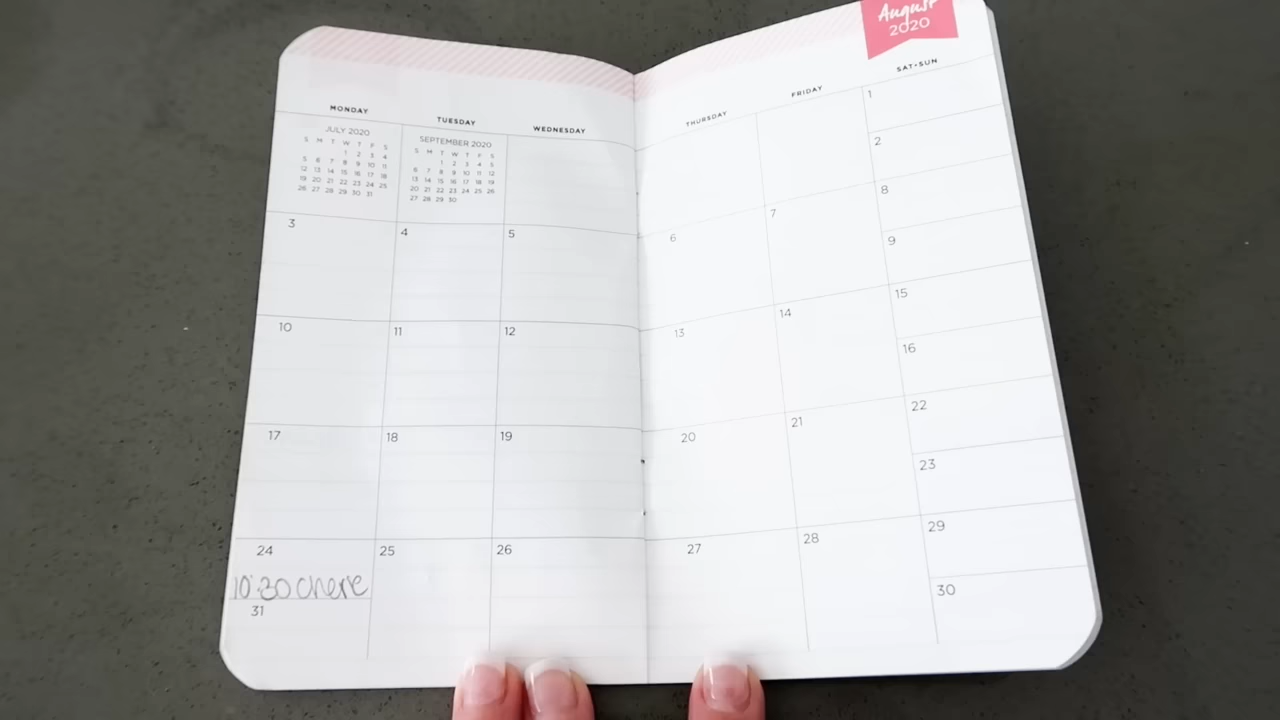 August
2020
MONDAY TUESDAY WEDNESDAY THURSDAY FRIDAY SAT-SUN
JULY 2020
S M T W T F S
1 2 3 4
5 6 7 8 9 10 11
12 13 14 15 16 17 18
19 20 21 22 23 24 25
26 27 28 29 30 31
SEPTEMBER 2020
S M T W T F S
1 2 3 4 5
6 7 8 9 10 11 12
13 14 15 16 17 18 19
20 21 22 23 24 25 26
27 28 29 30
1
2
3 4 5 6 7 8
9
10 11 12 13 14 15
16
17 18 19 20 21 22
23
24 25 26 27 28 29
10:30
31 30